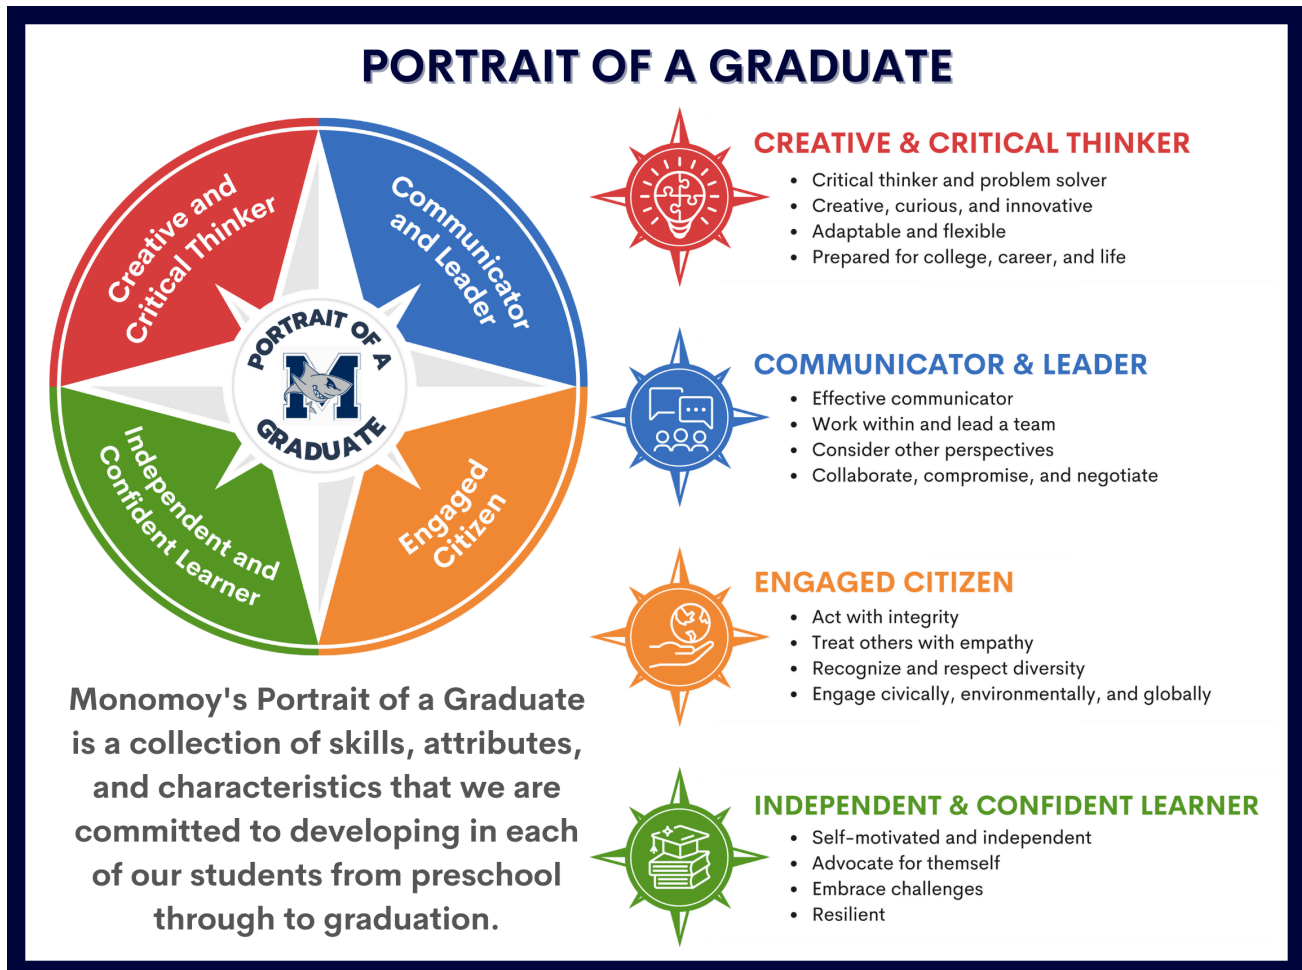 PORTRAIT OF A GRADUATE
Creative and
Critical Thinker
Communicator
and Leader
PORTRAIT OF A
M
GRADUATE
Independent and
Confident Learner
Engaged
Citizen
Monomoy's Portrait of a Graduate
is a collection of skills, attributes,
and characteristics that we are
committed to developing in each
of our students from preschool
through to graduation.
CREATIVE & CRITICAL THINKER
• Critical thinker and problem solver
• Creative, curious, and innovative
• Adaptable and flexible
• Prepared for college, career, and life
COMMUNICATOR & LEADER
• Effective communicator
• Work within and lead a team
• Consider other perspectives
• Collaborate, compromise, and negotiate
ENGAGED CITIZEN
• Act with integrity
• Treat others with empathy
• Recognize and respect diversity
• Engage civically, environmentally, and globally
INDEPENDENT & CONFIDENT LEARNER
• Self-motivated and independent
• Advocate for themself
• Embrace challenges
• Resilient